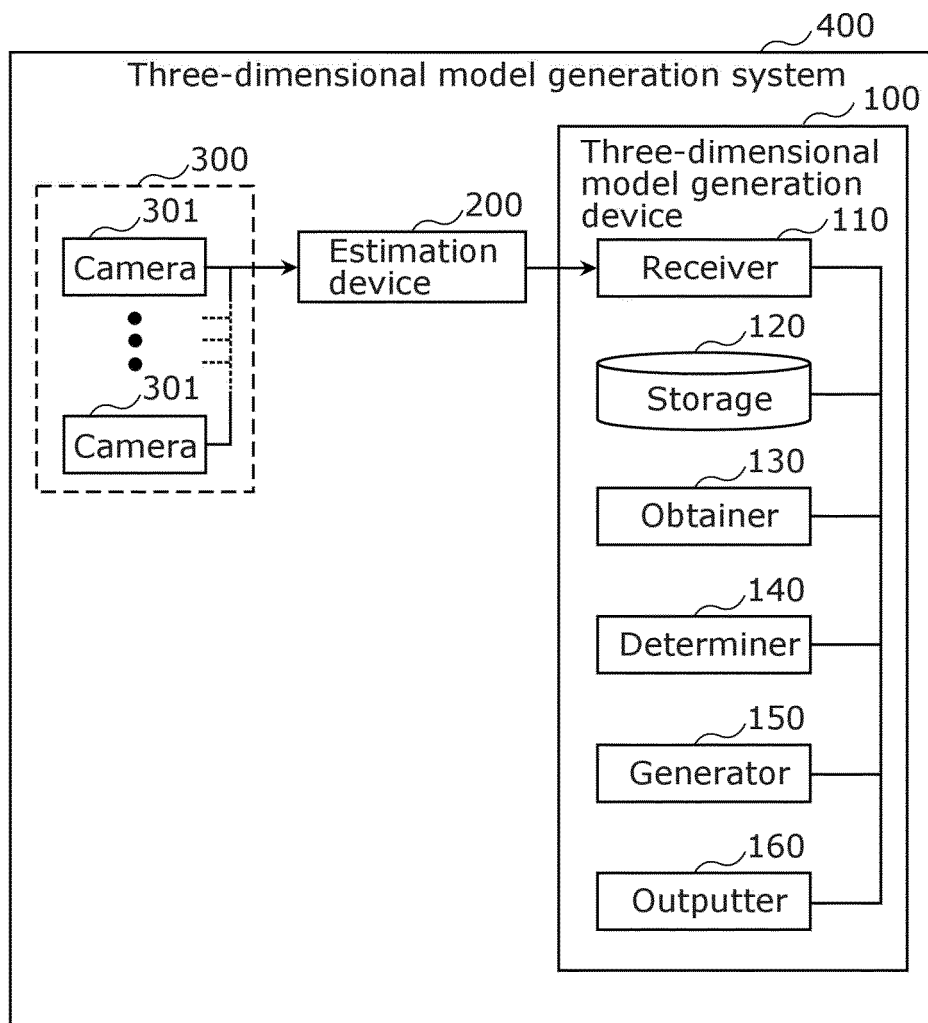 400
Three-dimensional model generation system
100
Three-dimensional
model generation
device
300
301
Camera
301
Camera
200
Estimation
device
110
Receiver
120
Storage
130
Obtainer
140
Determiner
150
Generator
160
Outputter